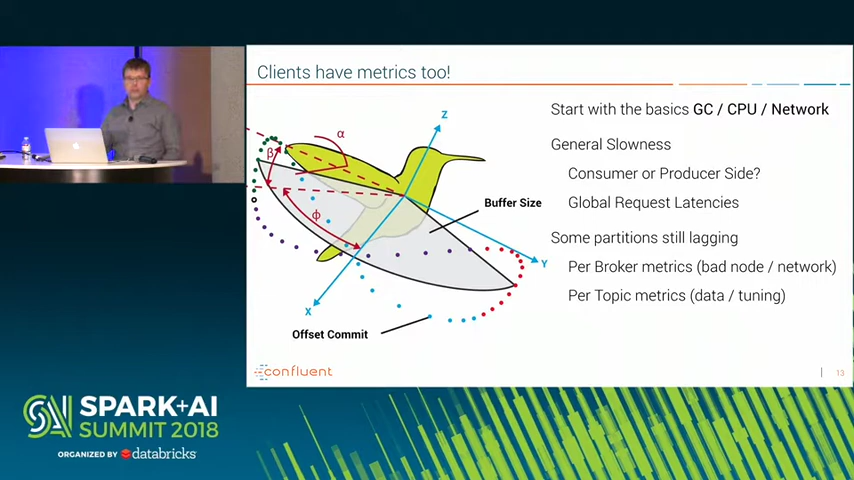 Clients have metrics too!
Start with the basics GC / CPU / Network
General Slowness
Consumer or Producer Side?
Global Request Latencies
Some partitions still lagging
Per Broker metrics (bad node / network)
Per Topic metrics (data / tuning)
Z
α
β
Buffer Size
ϕ
Y
X
Offset Commit
confluent
13
SPARK+AI
SUMMIT 2018
ORGANIZED BY databricks